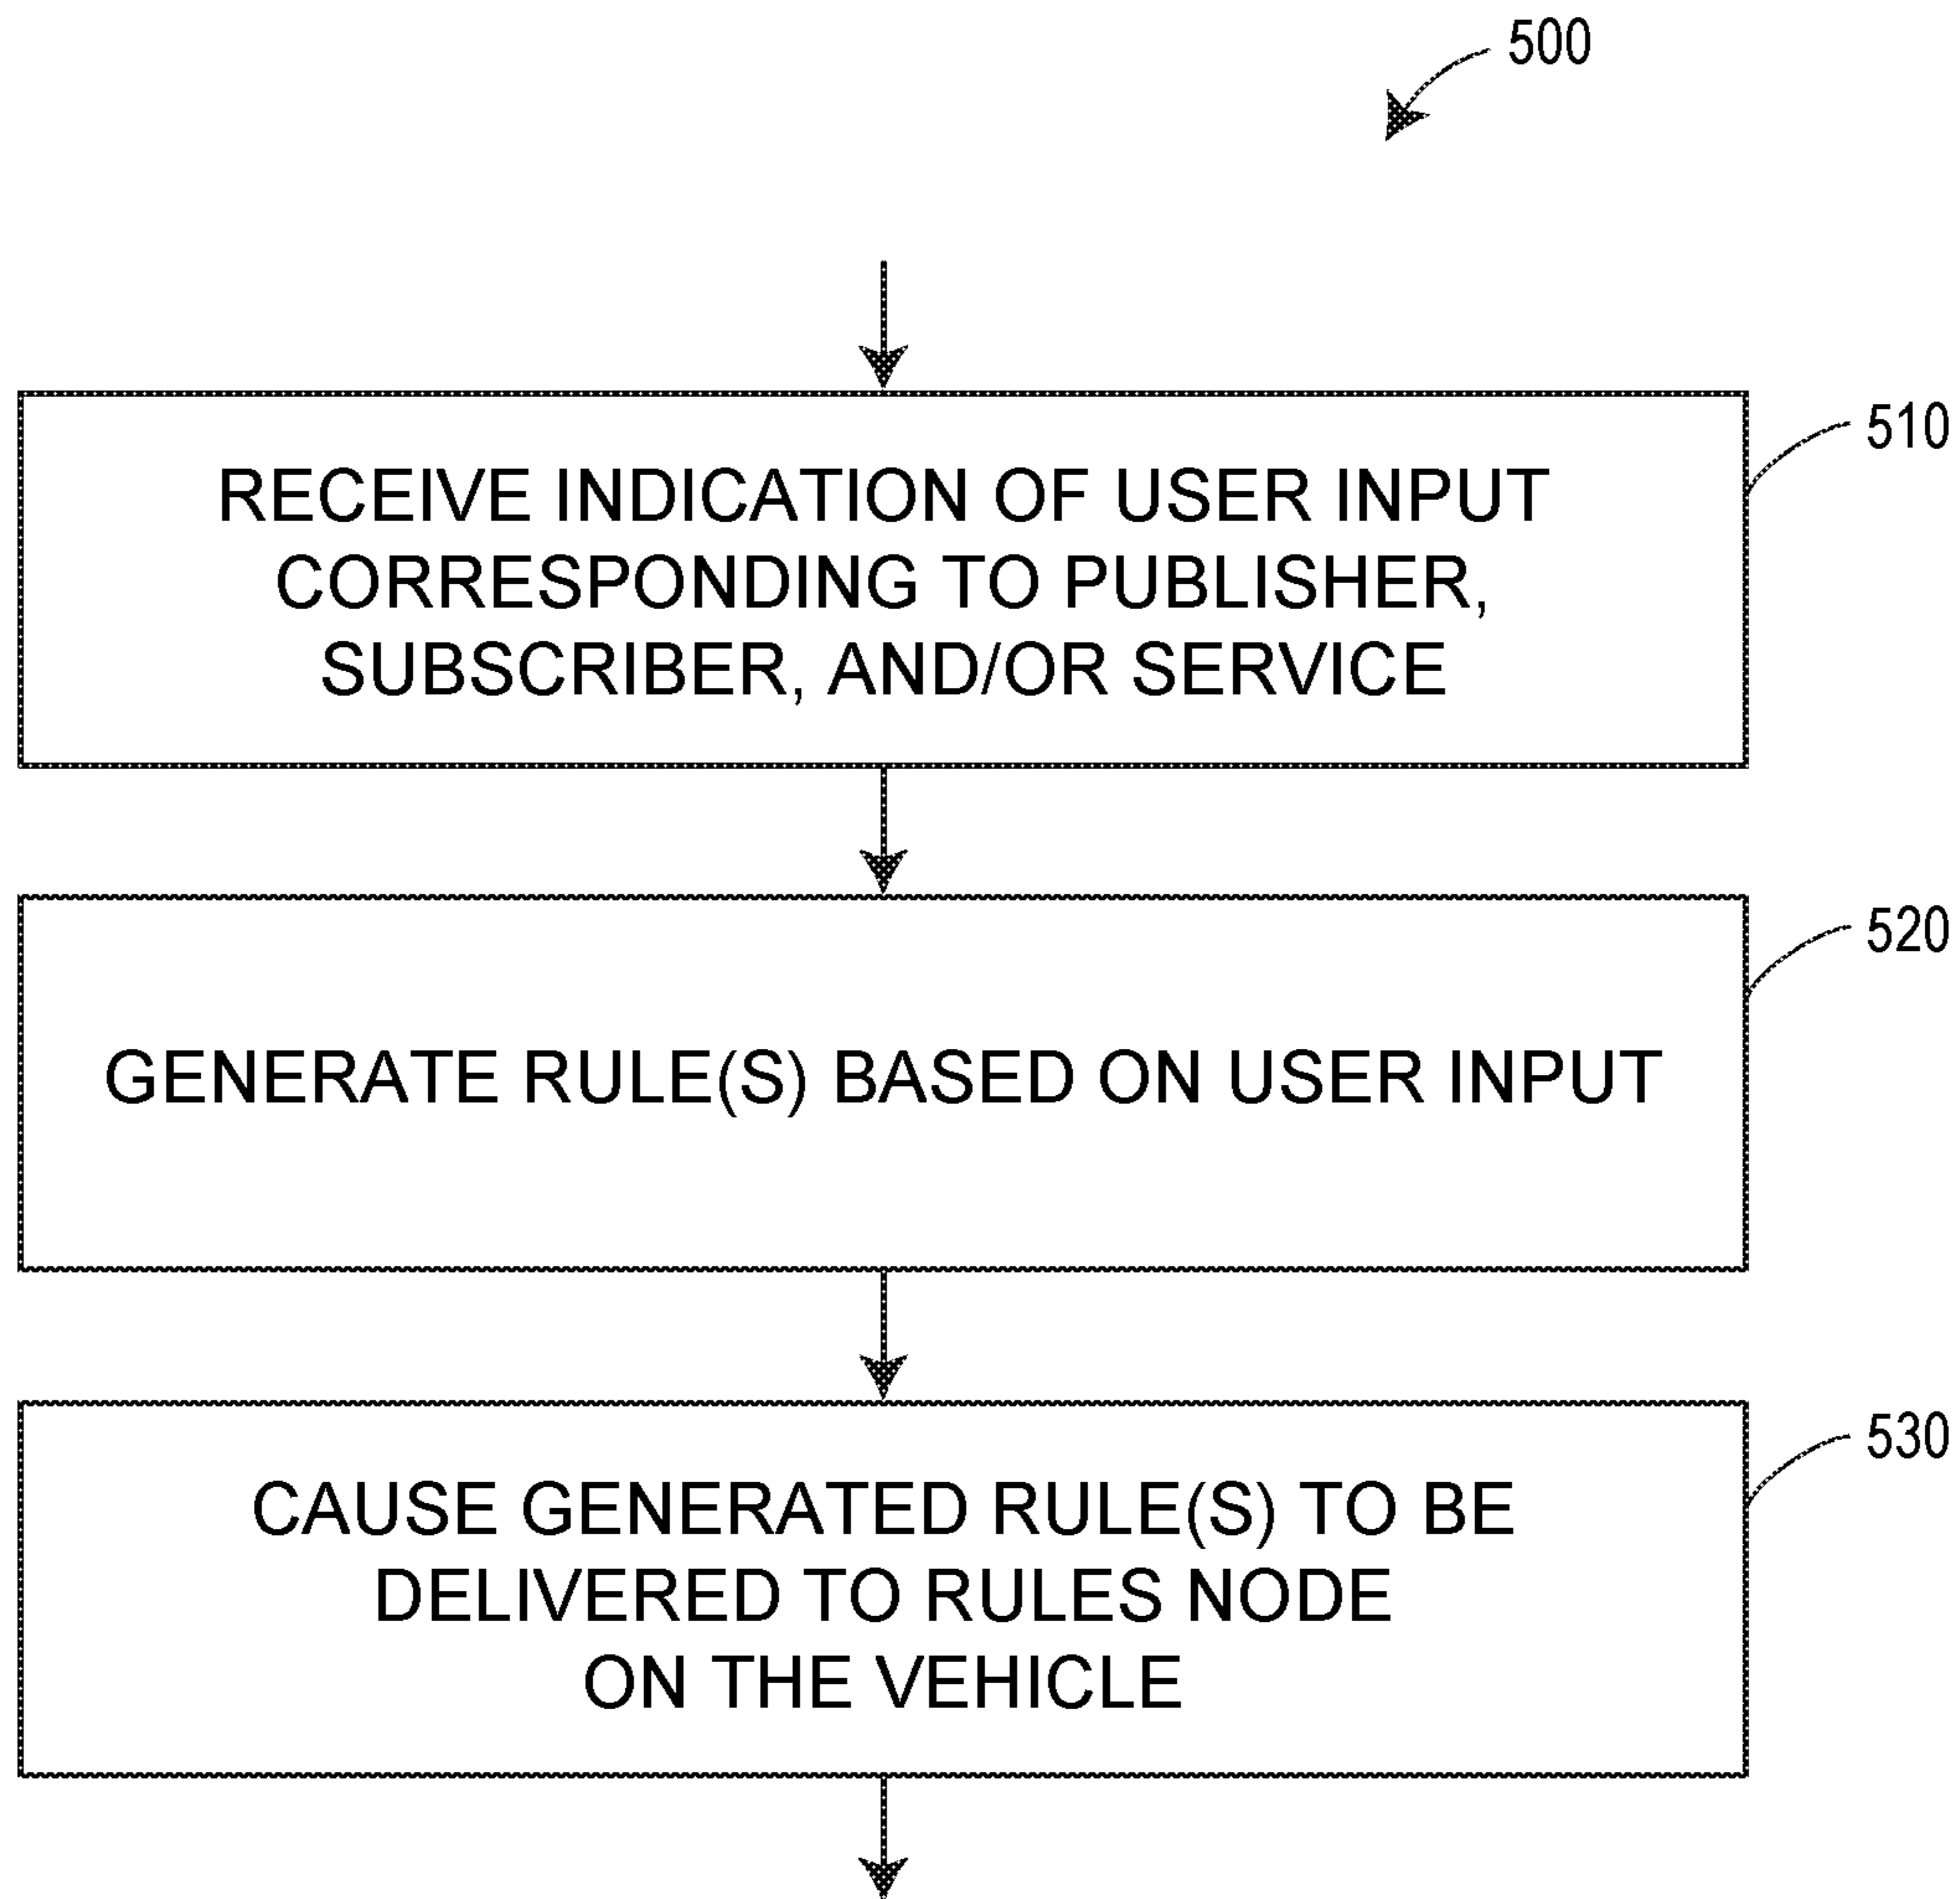 500
RECEIVE INDICATION OF USER INPUT
CORRESPONDING TO PUBLISHER,
SUBSCRIBER, AND/OR SERVICE
510
GENERATE RULE(S) BASED ON USER INPUT
520
CAUSE GENERATED RULE(S) TO BE
DELIVERED TO RULES NODE
ON THE VEHICLE
530